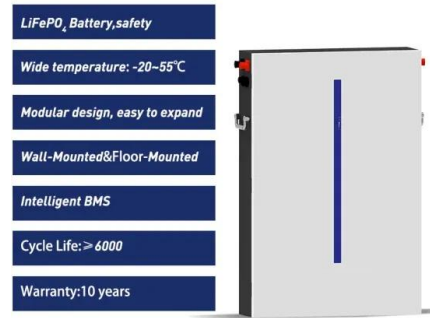 LiFePO₄ Battery,safety
Wide temperature: -20~55℃
Modular design, easy to expand
Wall-Mounted&Floor-Mounted
Intelligent BMS
Cycle Life:≥6000
Warranty:10 years